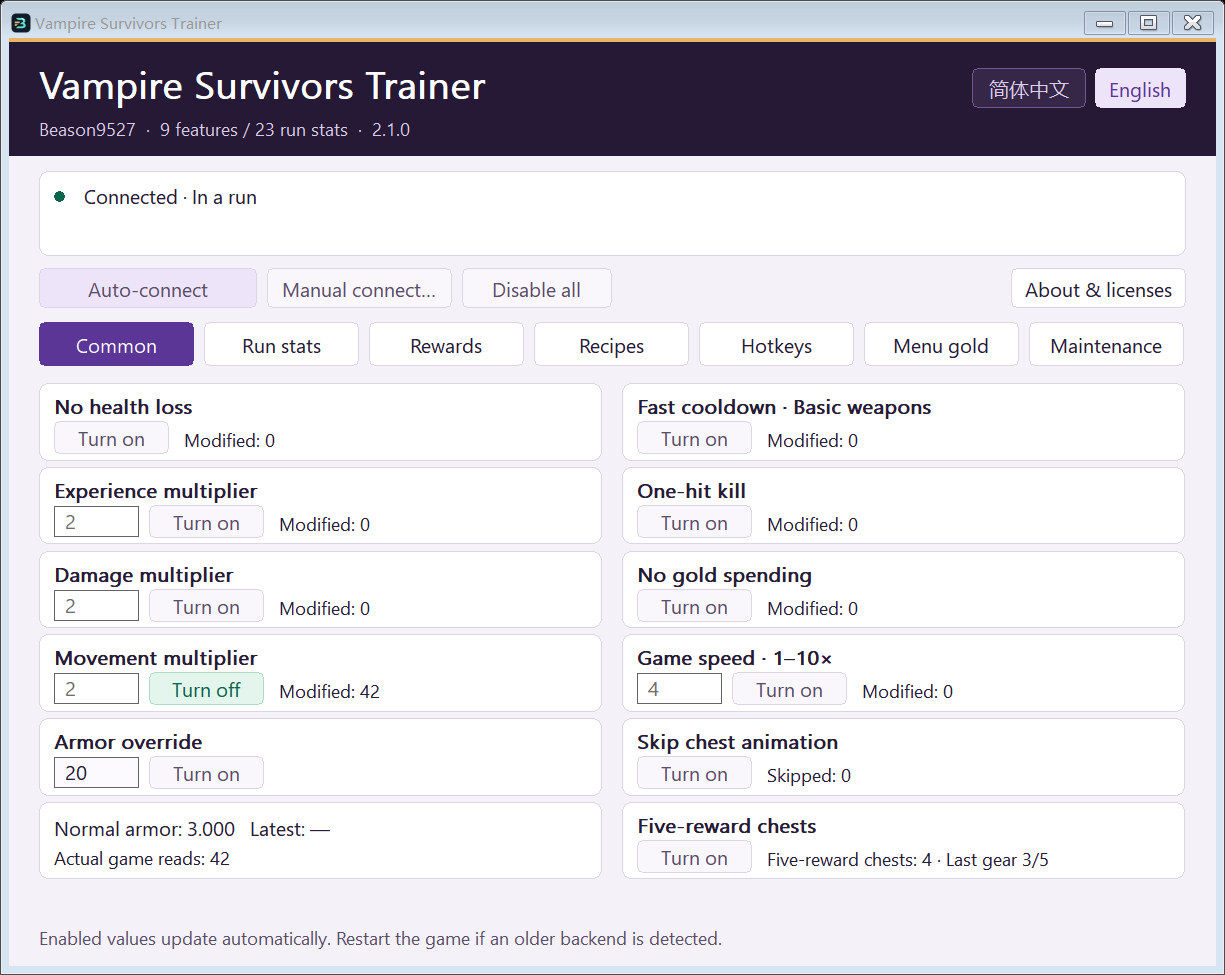 Vampire Survivors Trainer
Vampire Survivors Trainer
简体中文
English
Beason9527 · 9 features / 23 run stats · 2.1.0
Connected · In a run
Auto-connect
Manual connect...
Disable all
About & licenses
Common
Run stats
Rewards
Recipes
Hotkeys
Menu gold
Maintenance
No health loss
Turn on
Modified: 0
Fast cooldown · Basic weapons
Turn on
Modified: 0
Experience multiplier
2
Turn on
Modified: 0
One-hit kill
Turn on
Modified: 0
Damage multiplier
2
Turn on
Modified: 0
No gold spending
Turn on
Modified: 0
Movement multiplier
2
Turn off
Modified: 42
Game speed · 1–10×
4
Turn on
Modified: 0
Armor override
20
Turn on
Skip chest animation
Turn on
Skipped: 0
Normal armor: 3.000 Latest: —
Actual game reads: 42
Five-reward chests
Turn on
Five-reward chests: 4 · Last gear 3/5
Enabled values update automatically. Restart the game if an older backend is detected.